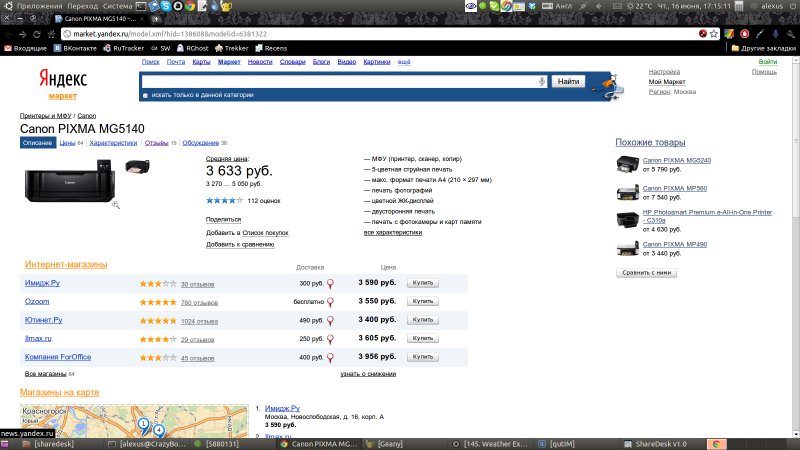 Приложения Переход Система
Англ
22 °C Чт, 16 июня, 17:15:11 alexus
Canon PIXMA MG5140 –...
market.yandex.ru/model.xml?hid=138608&modelid=6381322
Входящие ВКонтакте RuTracker SW RGhost Trekker Recens Другие закладки
Поиск Почта Карты Маркет Новости Словари Блоги Видео Картинки ещё
Войти
Яндекс
маркет
Найти
искать только в данной категории
Настройка Помощь
Мой Маркет
Регион: Москва
Принтеры и МФУ / Canon
Canon PIXMA MG5140
Описание Цены 64 Характеристики Отзывы 19 Обсуждение 36
Средняя цена:
3 633 руб.
3 270 ... 5 050 руб.
112 оценок
Поделиться
Добавить в Список покупок
Добавить к сравнению
— МФУ (принтер, сканер, копир)
— 5-цветная струйная печать
— макс. формат печати A4 (210 × 297 мм)
— печать фотографий
— цветной ЖК-дисплей
— двусторонняя печать
— печать с фотокамеры и карт памяти
все характеристики
Похожие товары
Canon PIXMA MG5240
от 5 790 руб.
Canon PIXMA MP560
от 7 540 руб.
HP Photosmart Premium e-All-in-One Printer - C310a
от 4 630 руб.
Canon PIXMA MP490
от 3 440 руб.
Сравнить с ними
Интернет-магазины Доставка Цена
Имидж.Ру 30 отзывов 300 руб. 3 590 руб. Купить
Ozoom 760 отзывов бесплатно 3 550 руб. Купить
Ютинет.Ру 1024 отзыва 490 руб. 3 400 руб. Купить
Ilmax.ru 29 отзывов 250 руб. 3 605 руб. Купить
Компания ForOffice 45 отзывов 400 руб. 3 956 руб. Купить
Все магазины 64 узнать о снижении
Магазины на карте
Красногорск
1. Имидж.Ру
Москва, Новослободская, д. 16, корп. А
3 590 руб.
2. Ilmax.ru
news.yandex.ru
[sharedesk] [alexus@CrazyBo... [5880131] Canon PIXMA MG... [Geany] [145. Weather Ex... [qutIM] ShareDesk v1.0